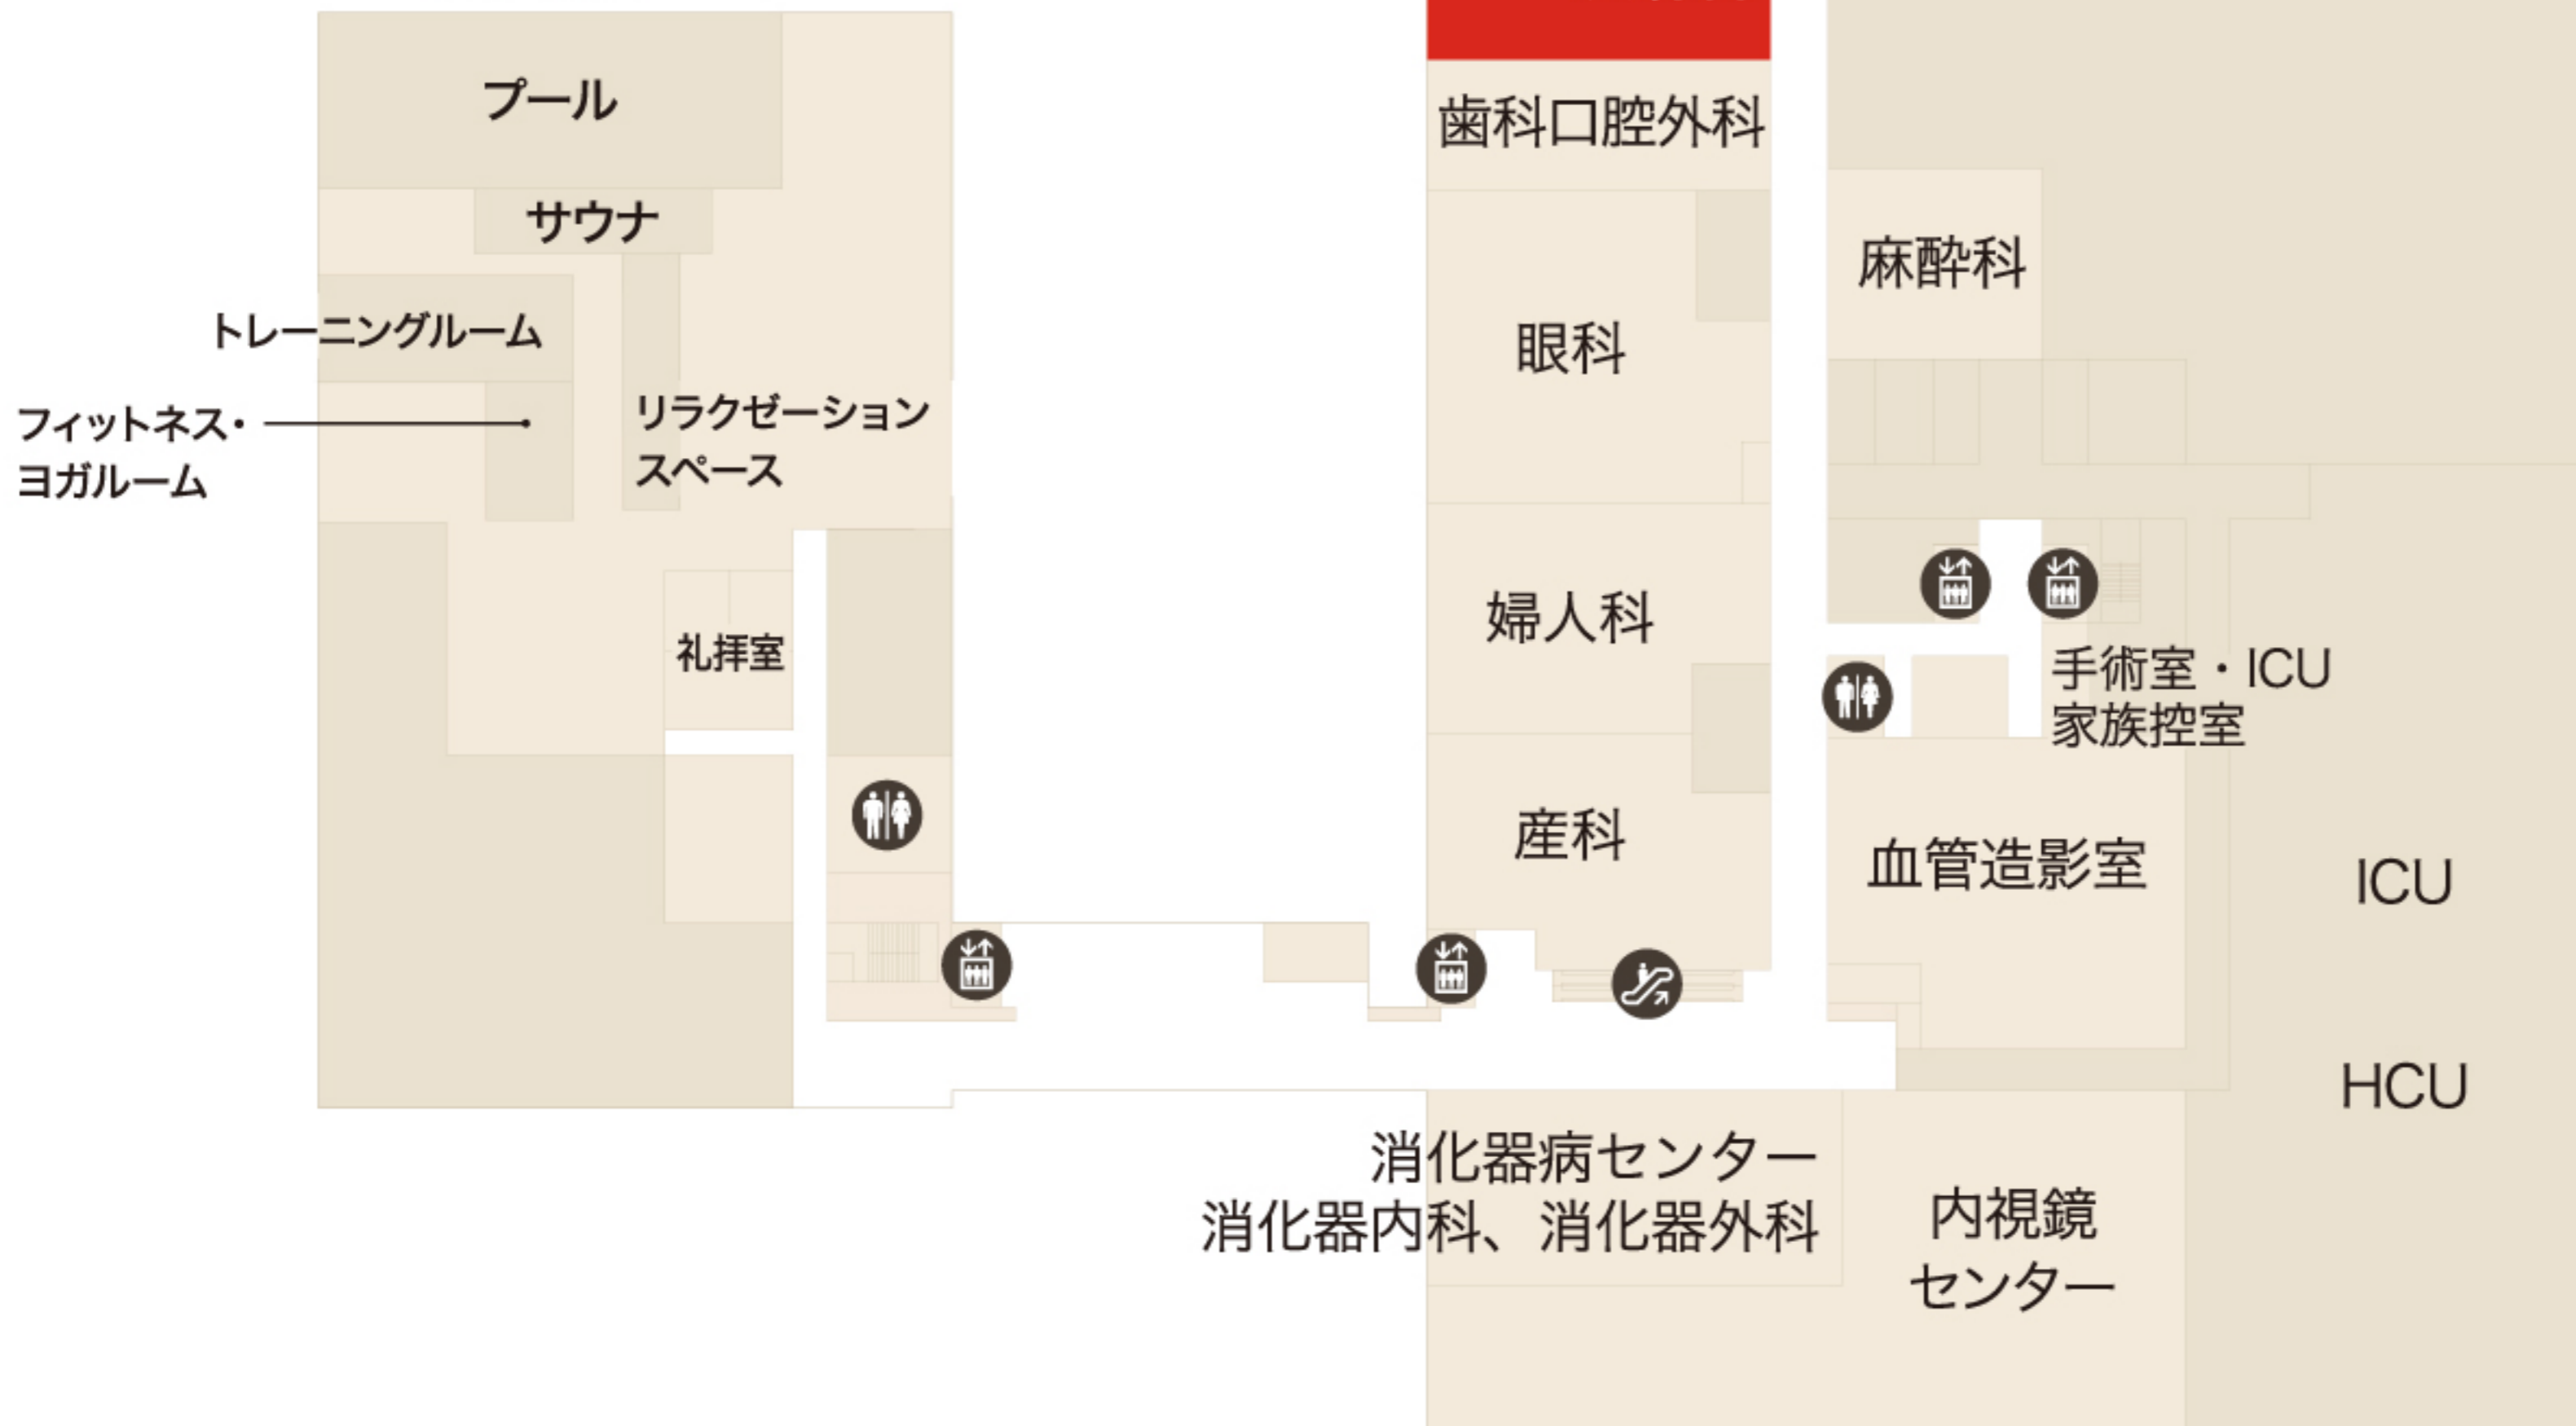 プール
サウナ
トレーニングルーム
フィットネス・
ヨガルーム
リラクゼーション
スペース
礼拝室
歯科口腔外科
眼科
婦人科
産科
麻酔科
手術室・ICU
家族控室
血管造影室
ICU
HCU
消化器病センター
消化器内科、消化器外科
内視鏡
センター